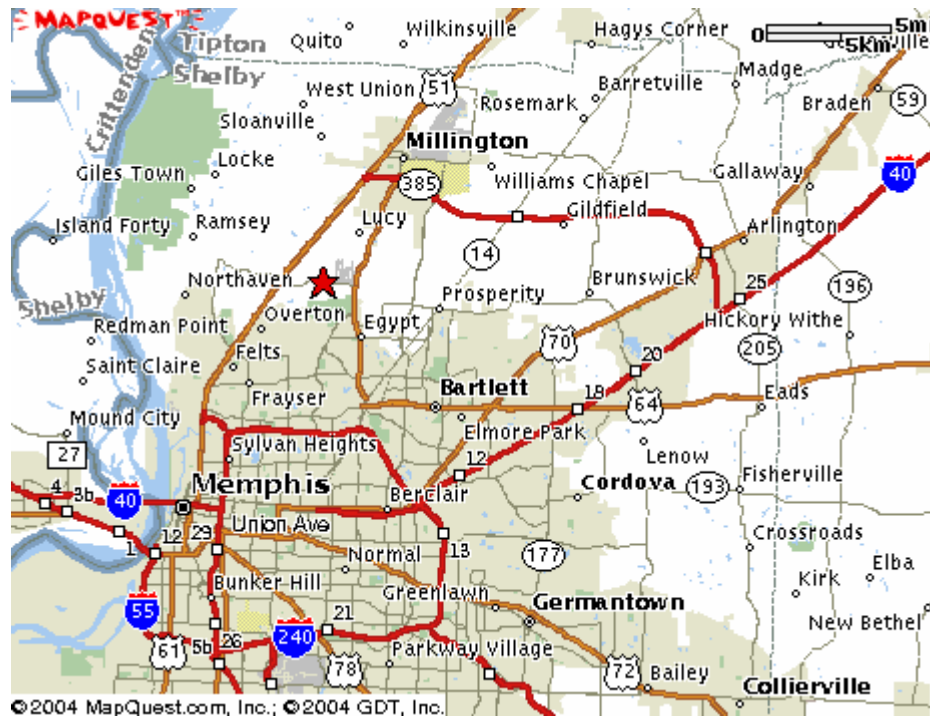 MAPQUEST
Tipton
Shelby
Crittenden
Quito
Wilkinsville
Hagys Corner
0
5mi
5km
West Union
51
Rosemark
Barretville
Madge
Braden
59
Sloanville
Millington
Locke
Giles Town
385
Williams Chapel
Gallaway
40
Island Forty
Ramsey
Lucy
Gildfield
Arlington
14
Northaven
Brunswick
25
196
Shelby
Prosperity
Redman Point
Overton
Egypt
Hickory Withe
70
205
Saint Claire
Felts
20
Frayser
Bartlett
18
64
Eads
Mound City
Elmore Park
27
Sylvan Heights
Lenow
12
Cordova
193
Fisherville
4
3b
40
Memphis
Berclair
Union Ave
1
12
29
13
177
Crossroads
Normal
Bunker Hill
Greenlawn
Kirk
Elba
55
Germantown
New Bethel
61
5b
26
240
21
78
Parkway Village
72
Bailey
Collierville
©2004 MapQuest.com, Inc.; ©2004 GDT, Inc.